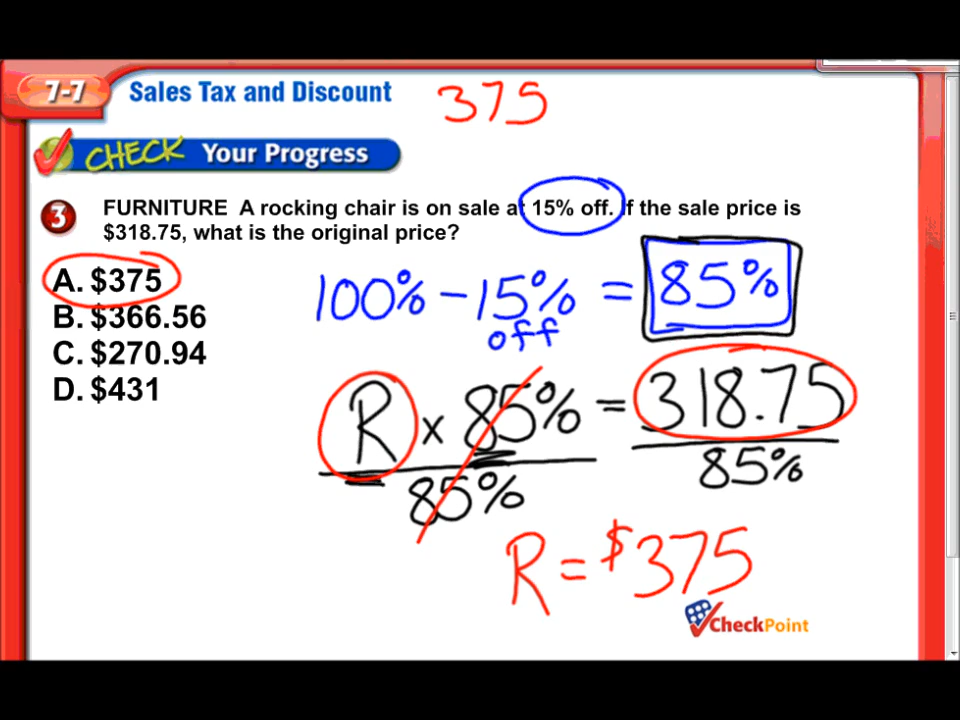 7-7 Sales Tax and Discount 375
CHECK Your Progress
3 FURNITURE A rocking chair is on sale at 15% off. If the sale price is
$318.75, what is the original price?
A. $375
B. $366.56
C. $270.94
D. $431
100% - 15% = 85%
off
R x 85% = 318.75
85% 85%
R = $375
CheckPoint